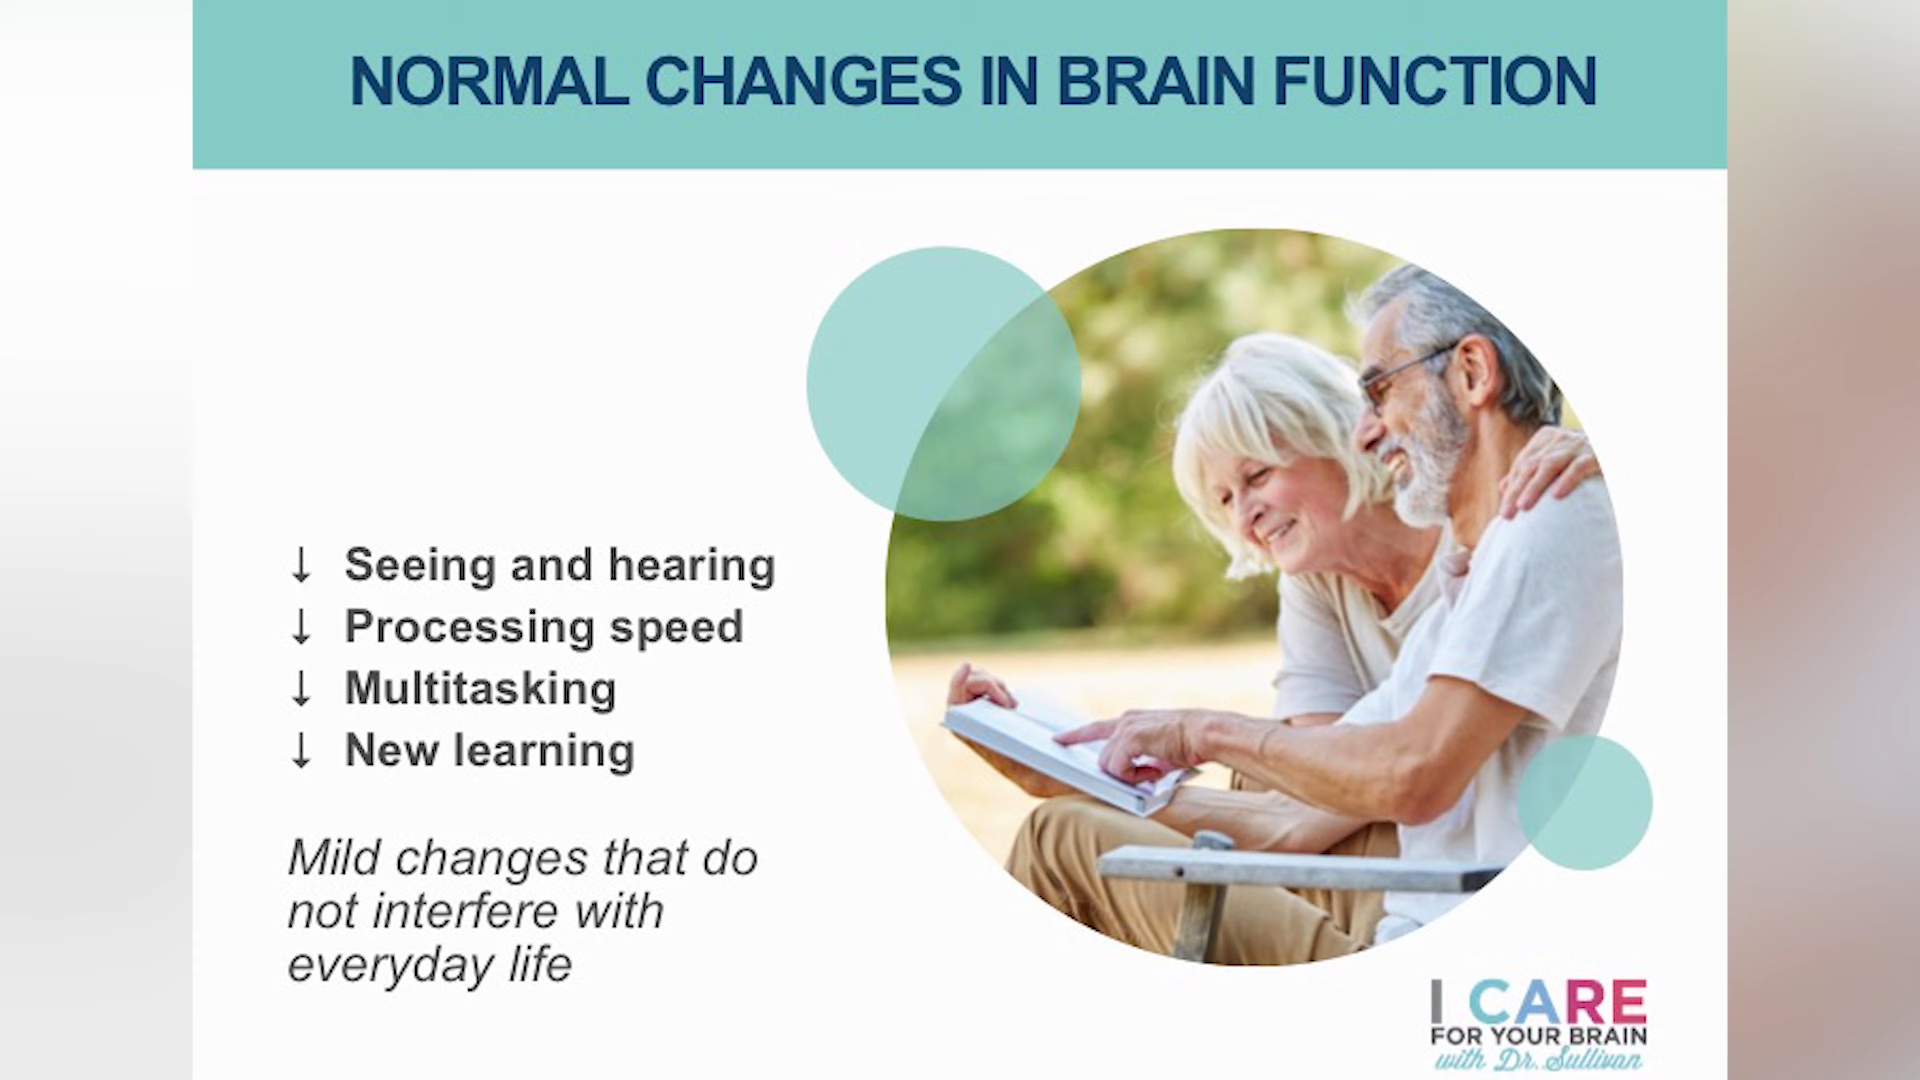 NORMAL CHANGES IN BRAIN FUNCTION
↓ Seeing and hearing
↓ Processing speed
↓ Multitasking
↓ New learning
Mild changes that do
not interfere with
everyday life
I CARE
FOR YOUR BRAIN
with Dr. Sullivan